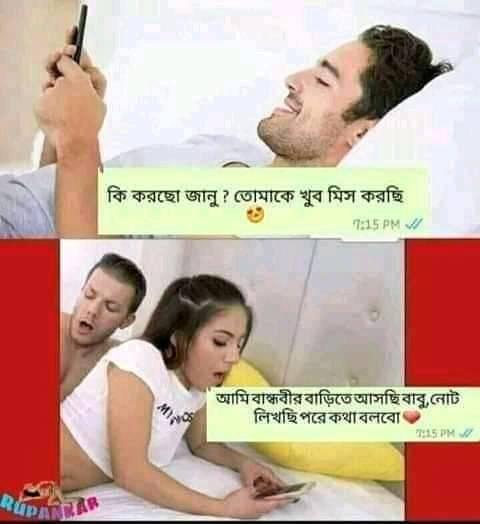 কি করছো জানু ? তোমাকে খুব মিস করছি
😍
7:15 PM
আমি বান্ধবীর বাড়িতে আসছি বাবু,নোট
লিখছি পরে কথা বলবো❤
7:15 PM
RUPANKAR